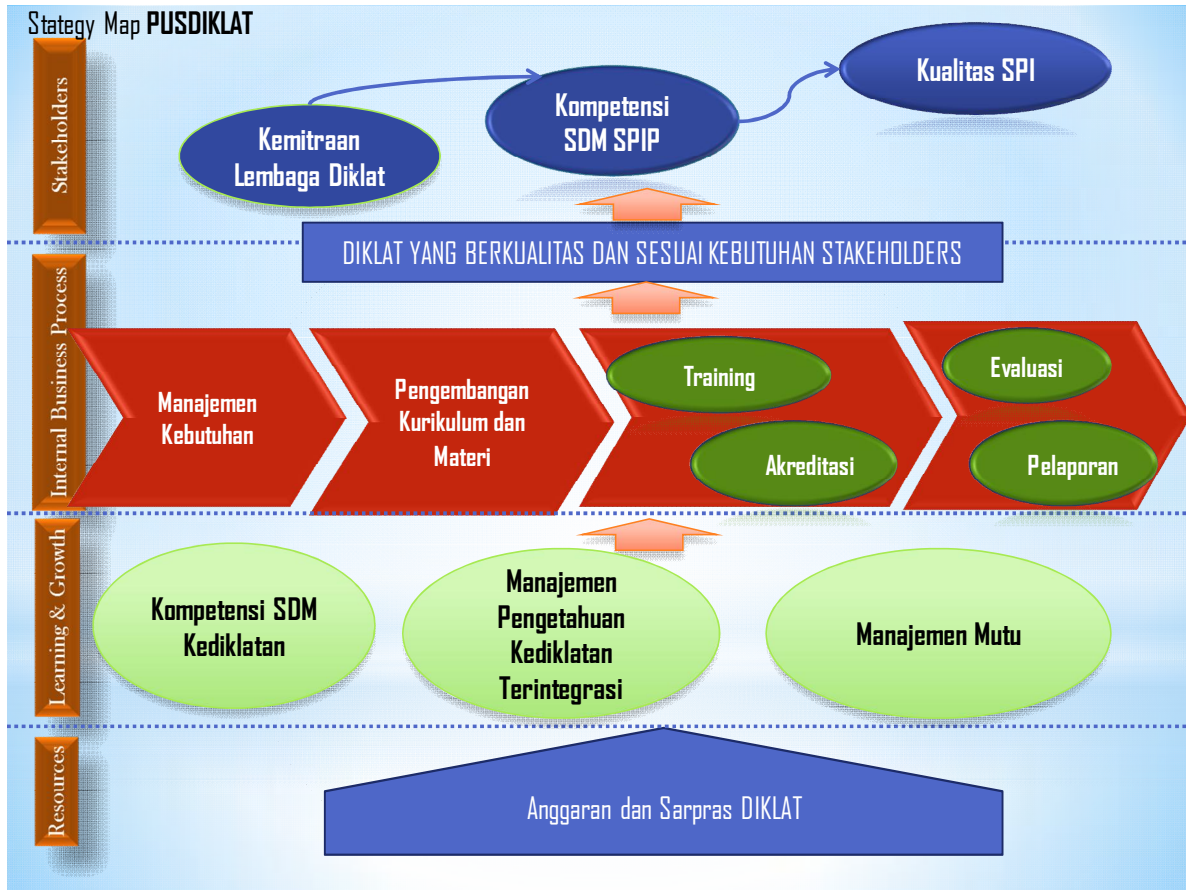 Stategy Map PUSDIKLAT
Stakeholders
Kualitas SPI
Kompetensi
SDM SPIP
Kemitraan
Lembaga Diklat
DIKLAT YANG BERKUALITAS DAN SESUAI KEBUTUHAN STAKEHOLDERS
Internal Business Process
Manajemen
Kebutuhan
Pengembangan
Kurikulum dan
Materi
Training
Akreditasi
Evaluasi
Pelaporan
Learning & Growth
Kompetensi SDM
Kediklatan
Manajemen
Pengetahuan
Kediklatan
Terintegrasi
Manajemen Mutu
Resources
Anggaran dan Sarpras DIKLAT